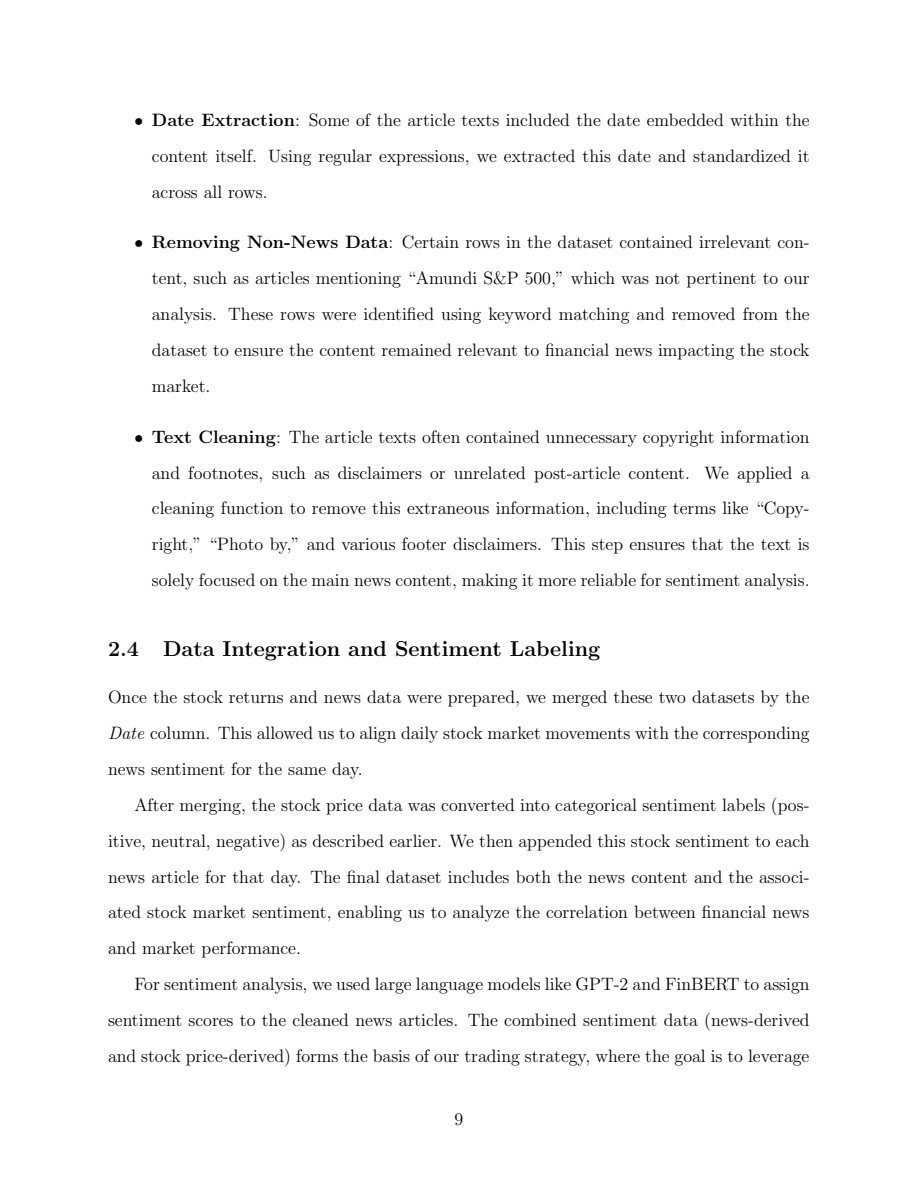 • Date Extraction: Some of the article texts included the date embedded within the
content itself. Using regular expressions, we extracted this date and standardized it
across all rows.
• Removing Non-News Data: Certain rows in the dataset contained irrelevant con-
tent, such as articles mentioning “Amundi S&P 500,” which was not pertinent to our
analysis. These rows were identified using keyword matching and removed from the
dataset to ensure the content remained relevant to financial news impacting the stock
market.
• Text Cleaning: The article texts often contained unnecessary copyright information
and footnotes, such as disclaimers or unrelated post-article content. We applied a
cleaning function to remove this extraneous information, including terms like “Copy-
right,” “Photo by,” and various footer disclaimers. This step ensures that the text is
solely focused on the main news content, making it more reliable for sentiment analysis.
2.4 Data Integration and Sentiment Labeling
Once the stock returns and news data were prepared, we merged these two datasets by the
Date column. This allowed us to align daily stock market movements with the corresponding
news sentiment for the same day.
After merging, the stock price data was converted into categorical sentiment labels (pos-
itive, neutral, negative) as described earlier. We then appended this stock sentiment to each
news article for that day. The final dataset includes both the news content and the associ-
ated stock market sentiment, enabling us to analyze the correlation between financial news
and market performance.
For sentiment analysis, we used large language models like GPT-2 and FinBERT to assign
sentiment scores to the cleaned news articles. The combined sentiment data (news-derived
and stock price-derived) forms the basis of our trading strategy, where the goal is to leverage
9